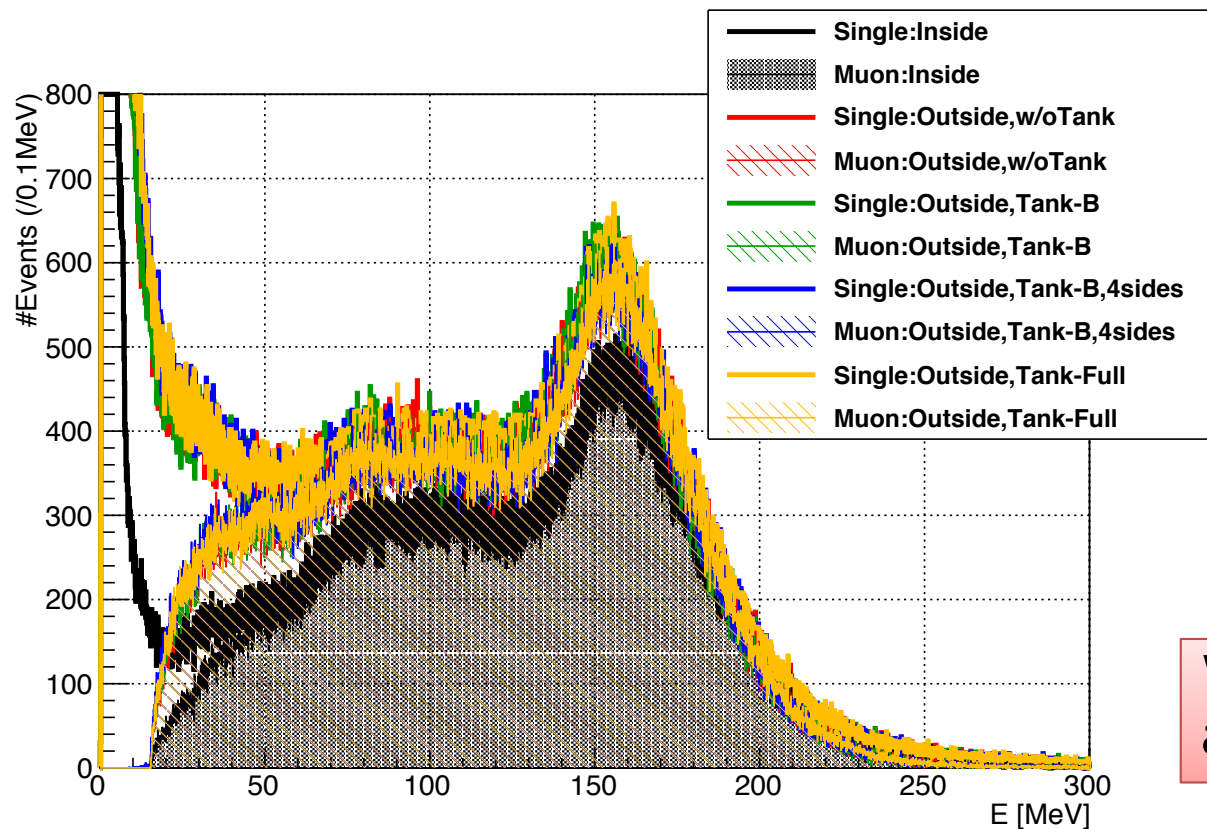 Single:Inside
Muon:Inside
Single:Outside,w/oTank
Muon:Outside,w/oTank
Single:Outside,Tank-B
Muon:Outside,Tank-B
Single:Outside,Tank-B,4sides
Muon:Outside,Tank-B,4sides
Single:Outside,Tank-Full
Muon:Outside,Tank-Full
#Events (/0.1MeV)
800
700
600
500
400
300
200
100
0
0 50 100 150 200 250 300
E [MeV]